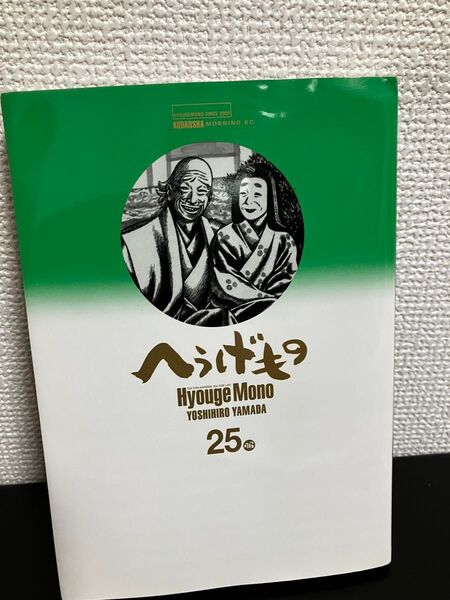 HYOUGEMONO SINCE 2005
KODANSHA MORNING KC
へうげもの
Hyouge Mono
YOSHIHIRO YAMADA
25